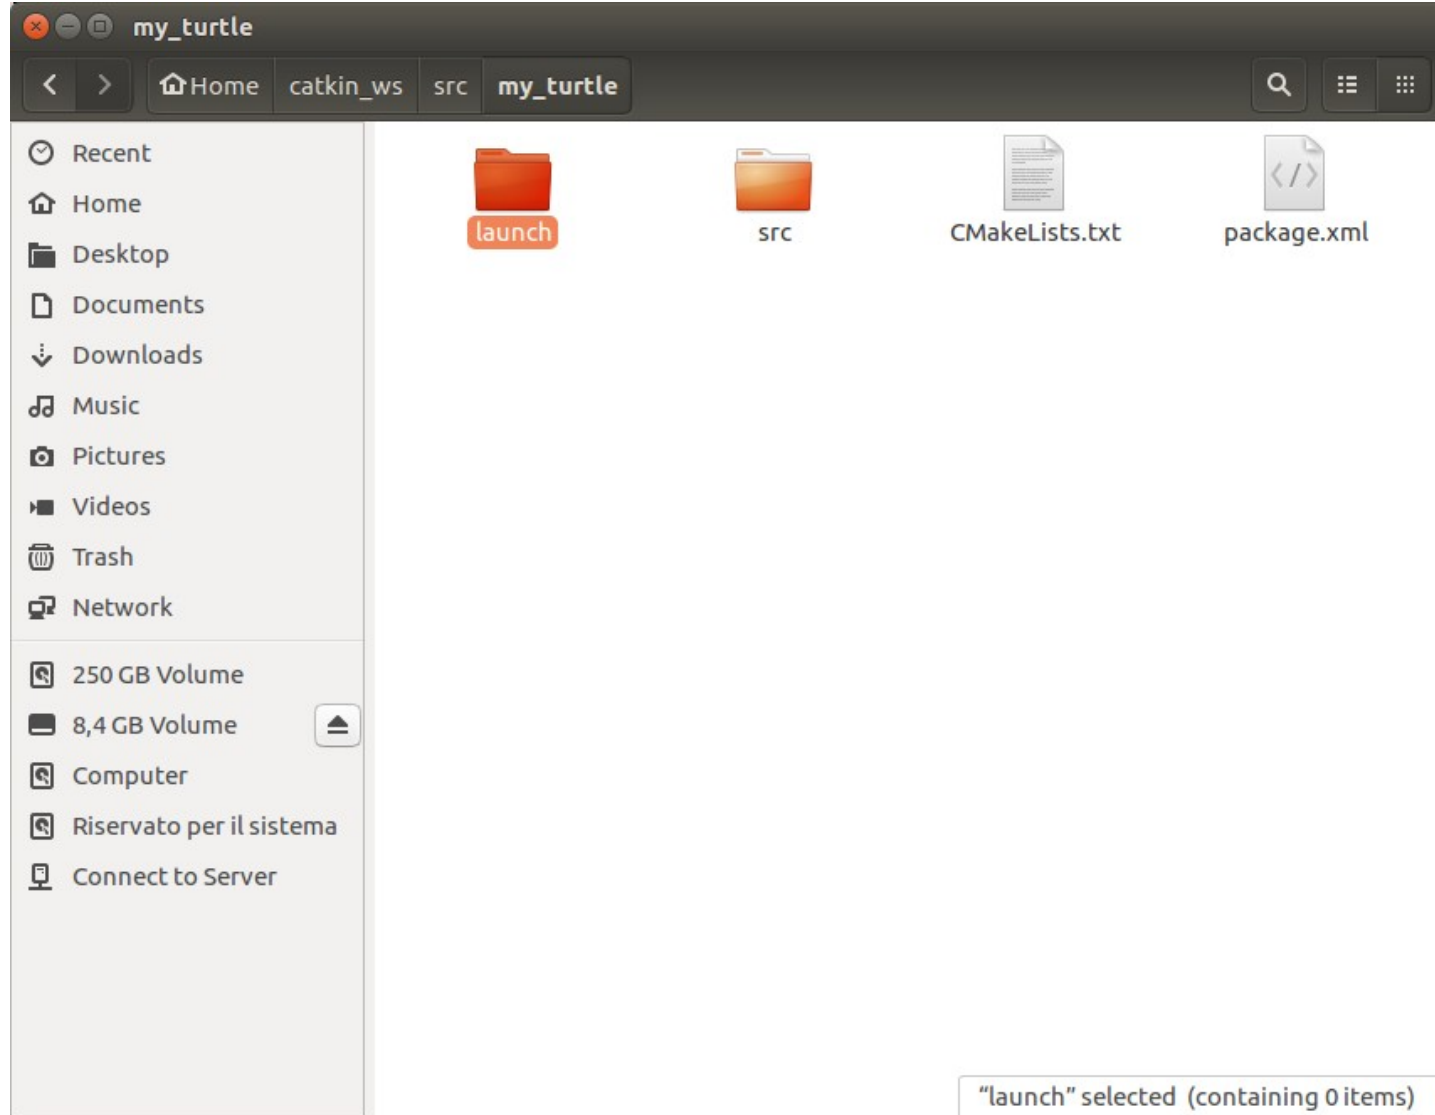 my_turtle
Home catkin_ws src my_turtle
Recent
Home
Desktop
Documents
Downloads
Music
Pictures
Videos
Trash
Network
250 GB Volume
8,4 GB Volume
Computer
Riservato per il sistema
Connect to Server
launch
src
CMakeLists.txt
package.xml
“launch” selected (containing 0 items)